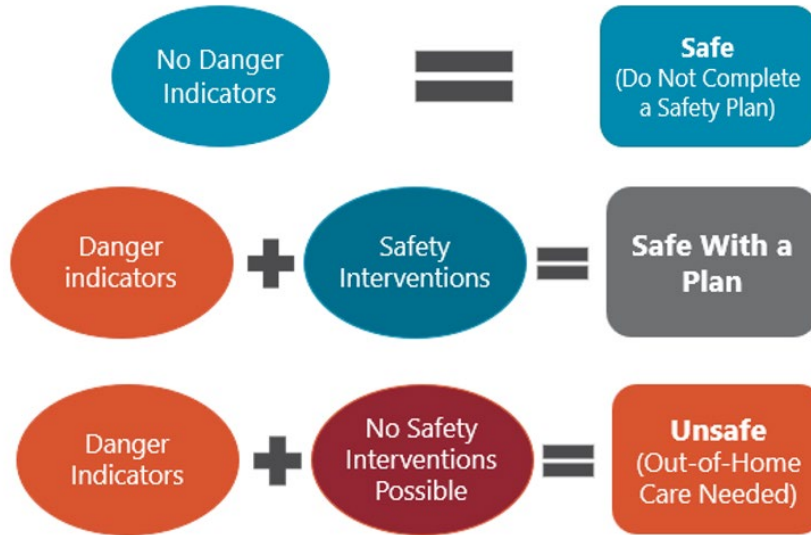 No Danger
Indicators
Safe
(Do Not Complete
a Safety Plan)
Danger
indicators
Safety
Interventions
Safe With a
Plan
Danger
Indicators
No Safety
Interventions
Possible
Unsafe
(Out-of-Home
Care Needed)